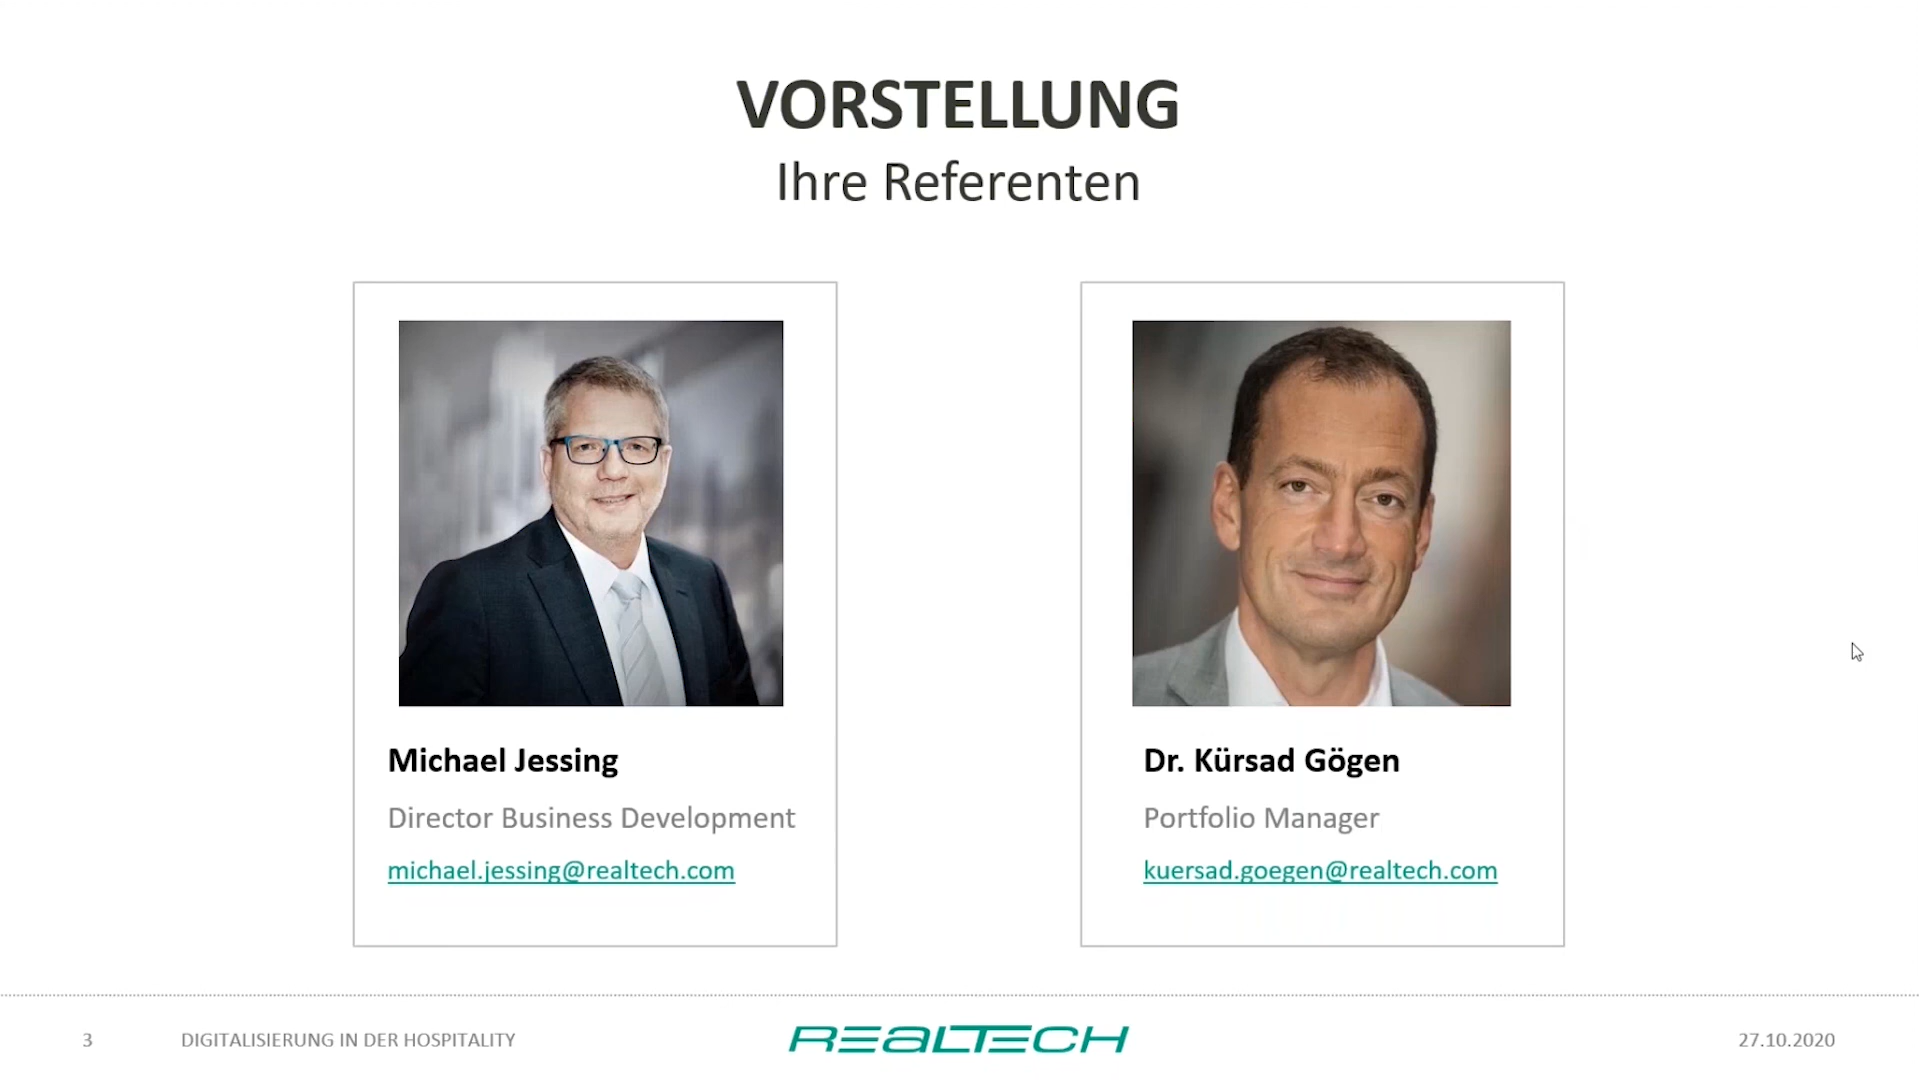 VORSTELLUNG
Ihre Referenten
Michael Jessing
Director Business Development
michael.jessing@realtech.com
Dr. Kürsad Gögen
Portfolio Manager
kuersad.goegen@realtech.com
3
DIGITALISIERUNG IN DER HOSPITALITY
REALTECH
27.10.2020